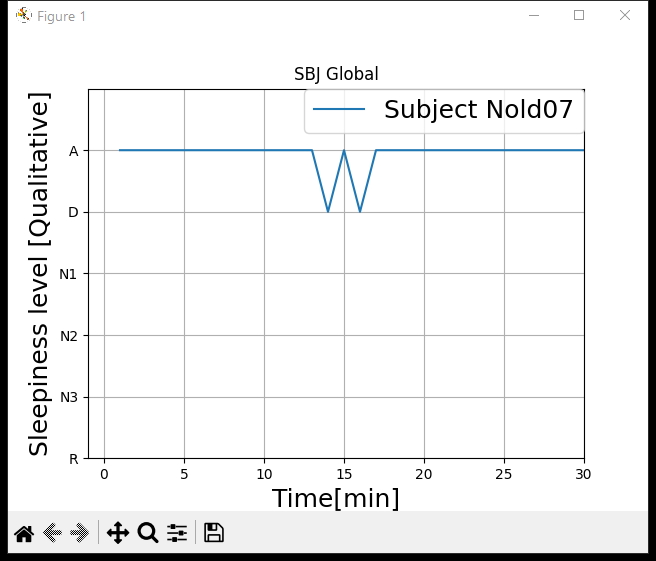 Figure 1
SBJ Global
Subject Nold07
Sleepiness level [Qualitative]
A
D
N1
N2
N3
R
0 5 10 15 20 25 30
Time[min]